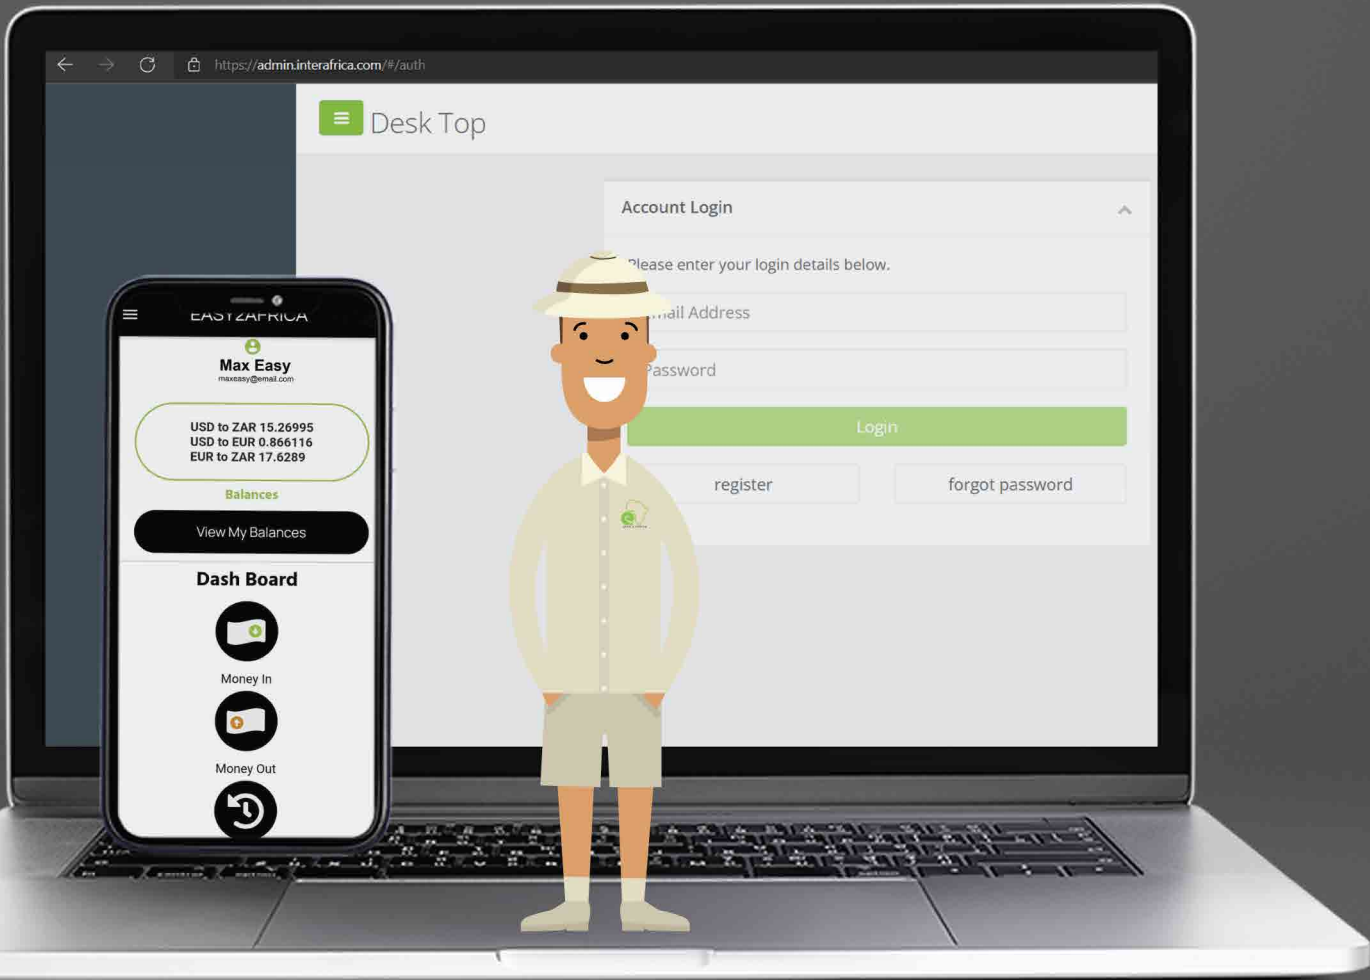 https://admin.interafrica.com/#/auth
Desk Top
Account Login
Please enter your login details below.
Email Address
Password
Login
register
forgot password
EASY2AFRICA
Max Easy
maxeasy@email.com
USD to ZAR 15.26995
USD to EUR 0.866116
EUR to ZAR 17.6289
Balances
View My Balances
Dash Board
Money In
Money Out